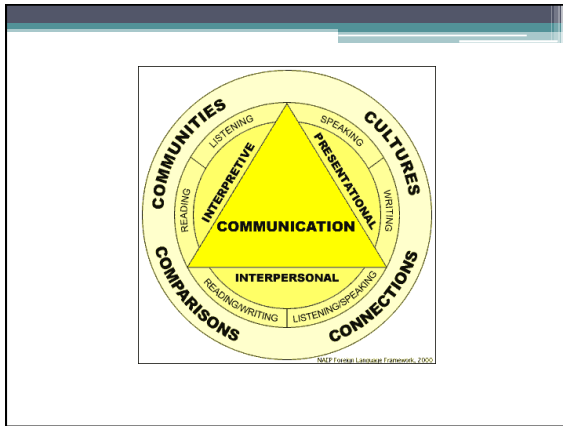 COMMUNITIES
CULTURES
LISTENING
SPEAKING
INTERPRETIVE
PRESENTATIONAL
READING
WRITING
COMMUNICATION
INTERPERSONAL
READING/WRITING
LISTENING/SPEAKING
COMPARISONS
CONNECTIONS
NAEP Foreign Language Framework, 2000